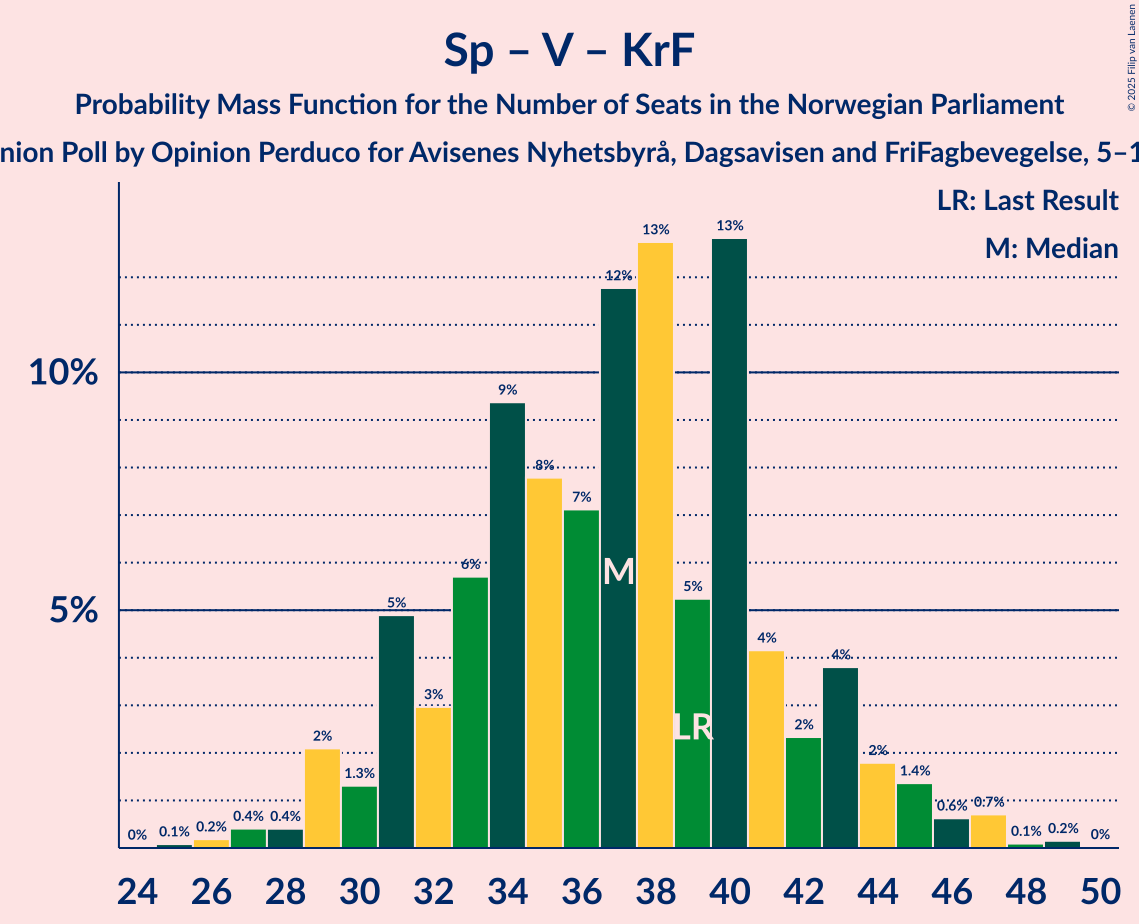 Sp – V – KrF
Probability Mass Function for the Number of Seats in the Norwegian Parliament
nion Poll by Opinion Perduco for Avisenes Nyhetsbyrå, Dagsavisen and FriFagbevegelse, 5–1
© 2025 Filip van Laenen
LR: Last Result
M: Median
10%
5%
0% 0.1% 0.2% 0.4% 0.4% 2% 1.3% 5% 3% 6% 9% 8% 7% 12% 13% 5% 13% 4% 2% 4% 2% 1.4% 0.6% 0.7% 0.1% 0.2% 0%
M
LR
24 26 28 30 32 34 36 38 40 42 44 46 48 50